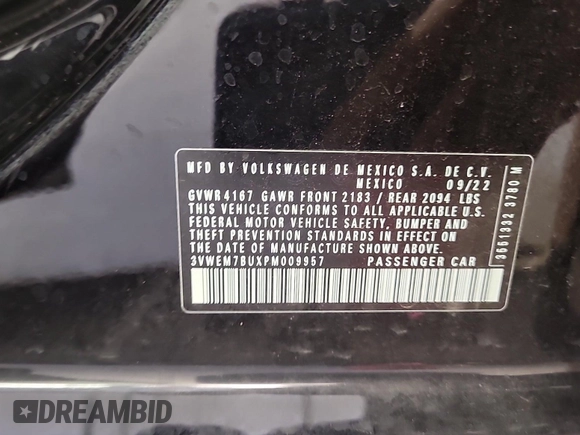 MFD BY VOLKSWAGEN DE MEXICO S.A. DE C.V.
MEXICO 09/22
GVWR 4167 GAWR FRONT 2183 / REAR 2094 LBS
THIS VEHICLE CONFORMS TO ALL APPLICABLE U.S.
FEDERAL MOTOR VEHICLE SAFETY, BUMPER AND
THEFT PREVENTION STANDARDS IN EFFECT ON
THE DATE OF MANUFACTURE SHOWN ABOVE.
3VWEM7BUXPM009957 PASSENGER CAR
3651332 3780 M
DREAMBID